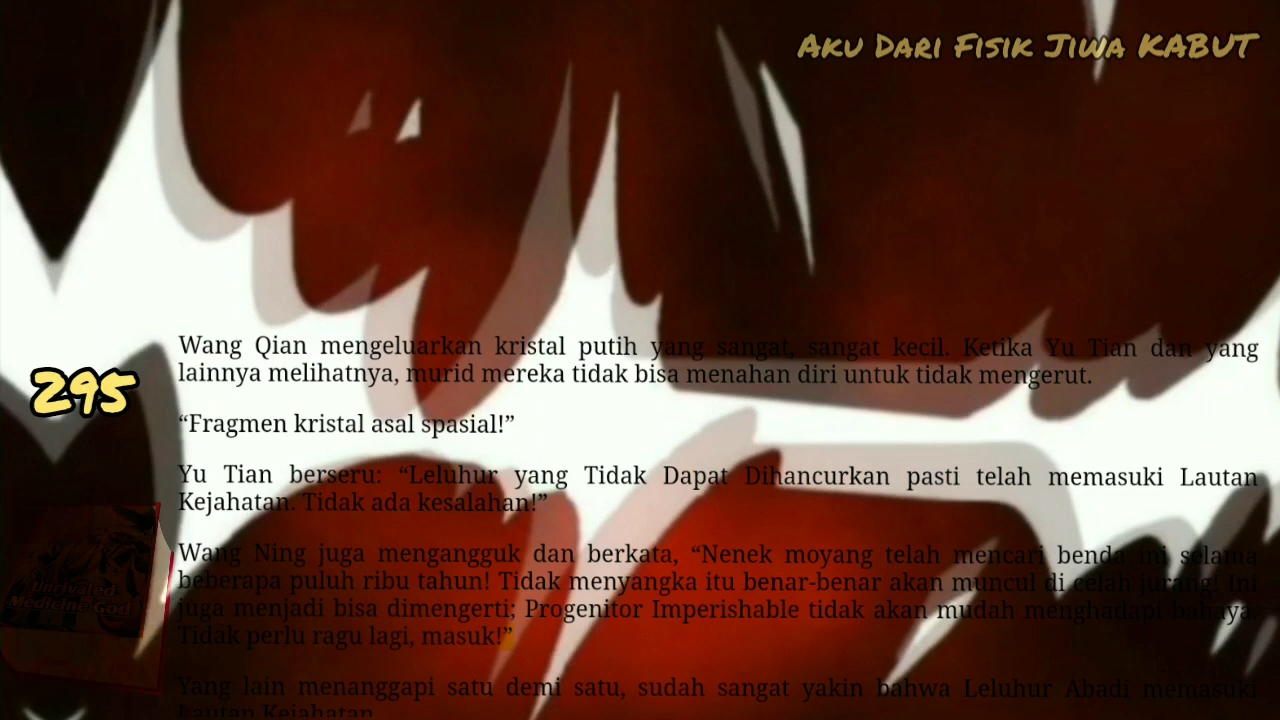 AKU DARI FISIK JIWA KABUT
Wang Qian mengeluarkan kristal putih yang sangat, sangat kecil. Ketika Yu Tian dan yang
lainnya melihatnya, murid mereka tidak bisa menahan diri untuk tidak mengerut.
295
“Fragmen kristal asal spasial!”
Yu Tian berseru: “Leluhur yang Tidak Dapat Dihancurkan pasti telah memasuki Lautan
Kejahatan. Tidak ada kesalahan!”
Wang Ning juga mengangguk dan berkata, “Nenek moyang telah mencari benda ini selama
beberapa puluh ribu tahun! Tidak menyangka itu benar-benar akan muncul di celah jurang! Ini
juga menjadi bisa dimengerti; Progenitor Imperishable tidak akan mudah menghadapi bahaya.
Tidak perlu ragu lagi, masuk!”
Unrivaled
Medicine God
Yang lain menanggapi satu demi satu, sudah sangat yakin bahwa Leluhur Abadi memasuki
Lautan Kejahatan.